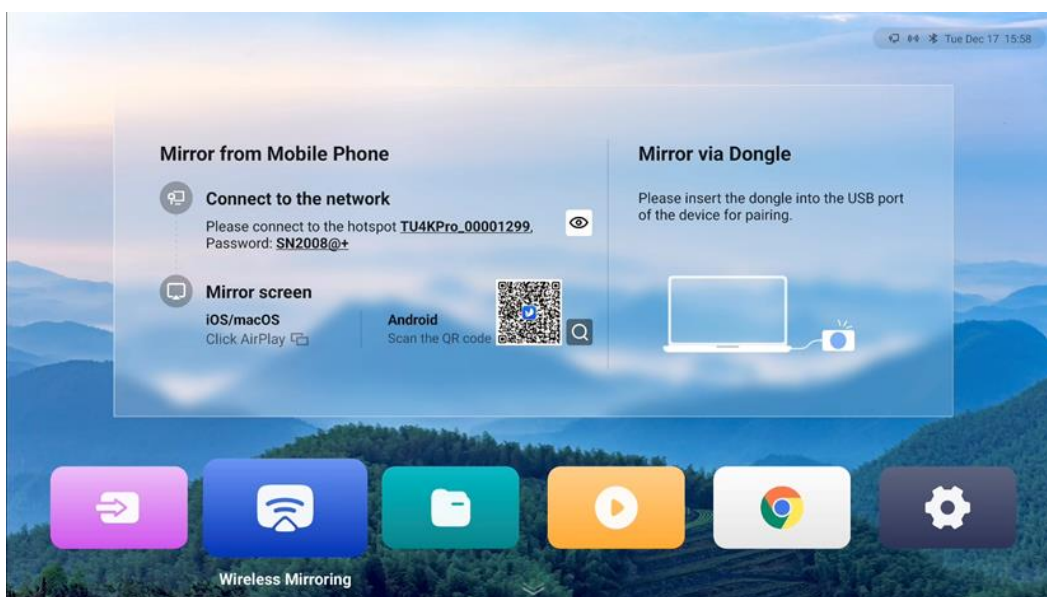 Tue Dec 17 15:58
Mirror from Mobile Phone
Connect to the network
Please connect to the hotspot TU4KPro_00001299,
Password: SN2008@+
Mirror screen
iOS/macOS
Click AirPlay
Android
Scan the QR code
Mirror via Dongle
Please insert the dongle into the USB port
of the device for pairing.
Wireless Mirroring